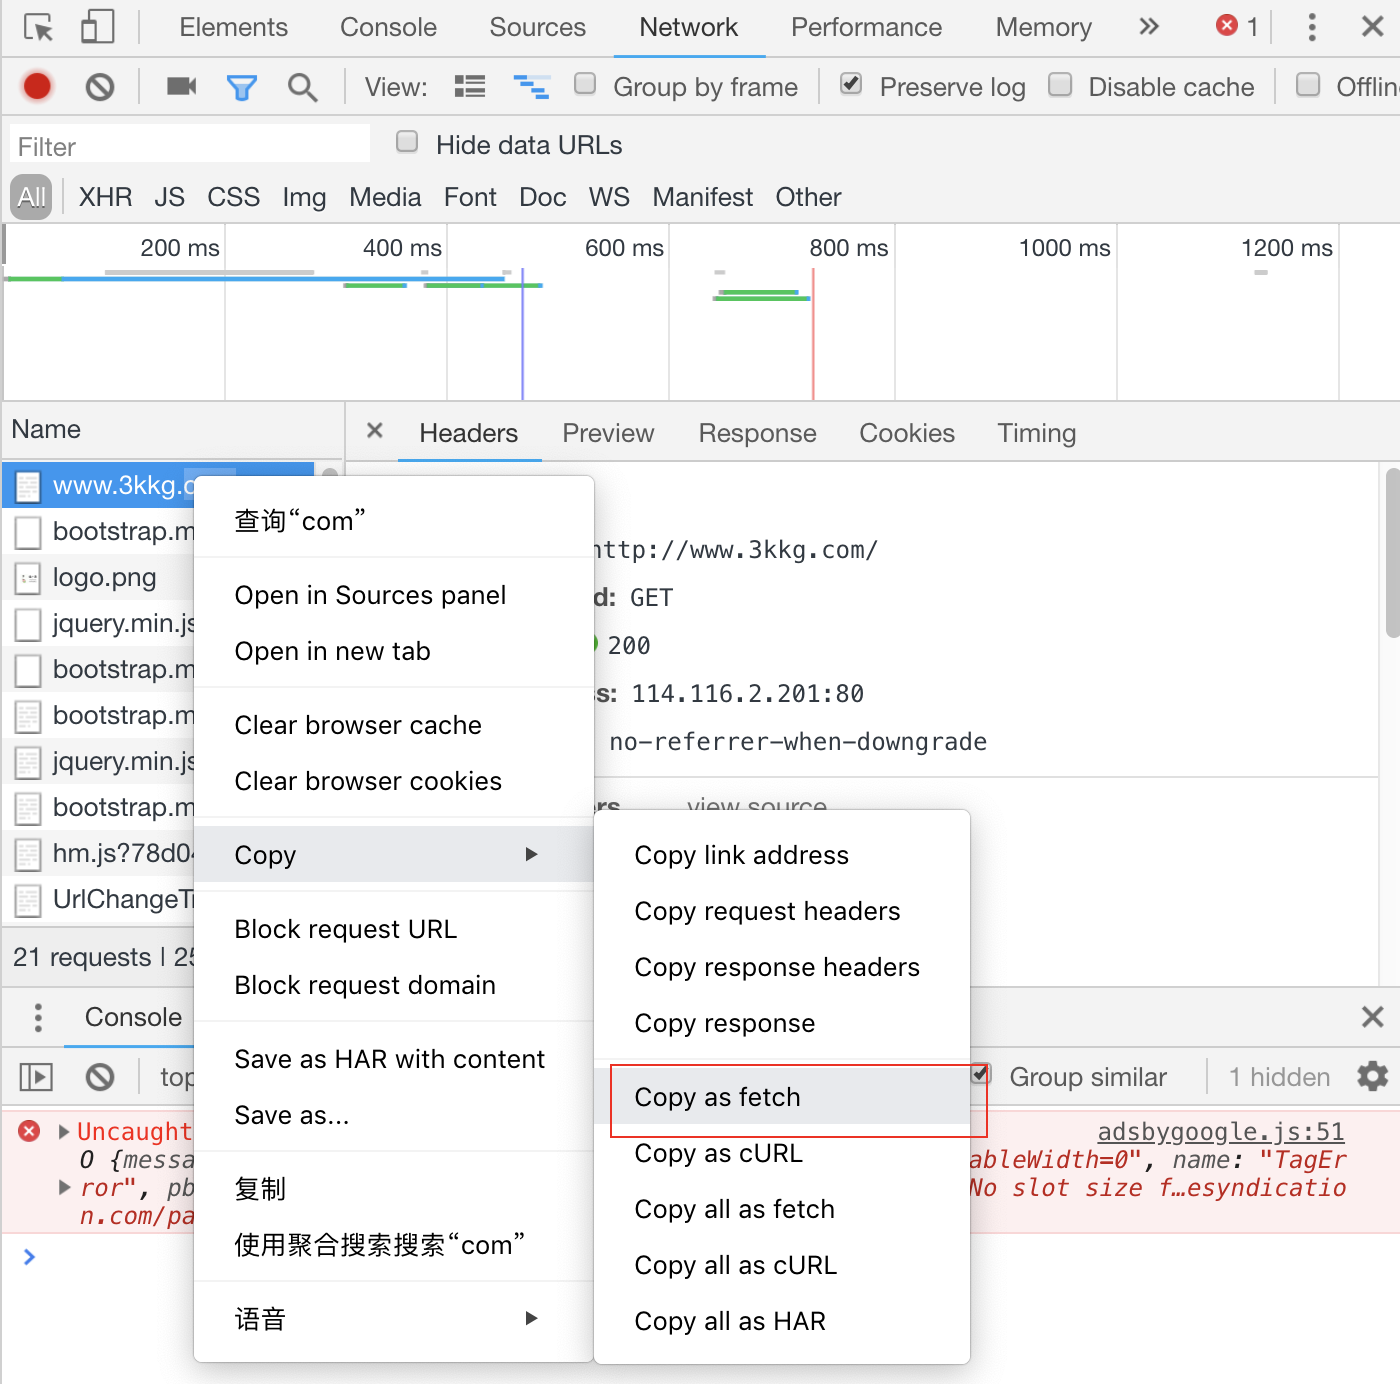 Elements Console Sources Network Performance Memory 1
View: Group by frame Preserve log Disable cache
Filter Hide data URLs
All XHR JS CSS Img Media Font Doc WS Manifest Other
200 ms 400 ms 600 ms 800 ms 1000 ms 1200 ms
Name
Headers Preview Response Cookies Timing
www.3kkg.c
bootstrap.m
logo.png
jquery.min.js
bootstrap.m
bootstrap.m
jquery.min.js
bootstrap.m
hm.js?78d04
UrlChangeTr
21 requests | 25
http://www.3kkg.com/
d: GET
200
ss: 114.116.2.201:80
no-referrer-when-downgrade
ers view source
查询“com”
Open in Sources panel
Open in new tab
Clear browser cache
Clear browser cookies
Copy
Block request URL
Block request domain
Save as HAR with content
Save as...
复制
使用聚合搜索搜索“com”
语音
Copy link address
Copy request headers
Copy response headers
Copy response
Copy as fetch
Copy as cURL
Copy all as fetch
Copy all as cURL
Copy all as HAR
Console
top Group similar 1 hidden
Uncaught adsbygoogle.js:51
O {messa ableWidth=0", name: "TagEr
ror", pb No slot size f…esyndicatio
n.com/pa